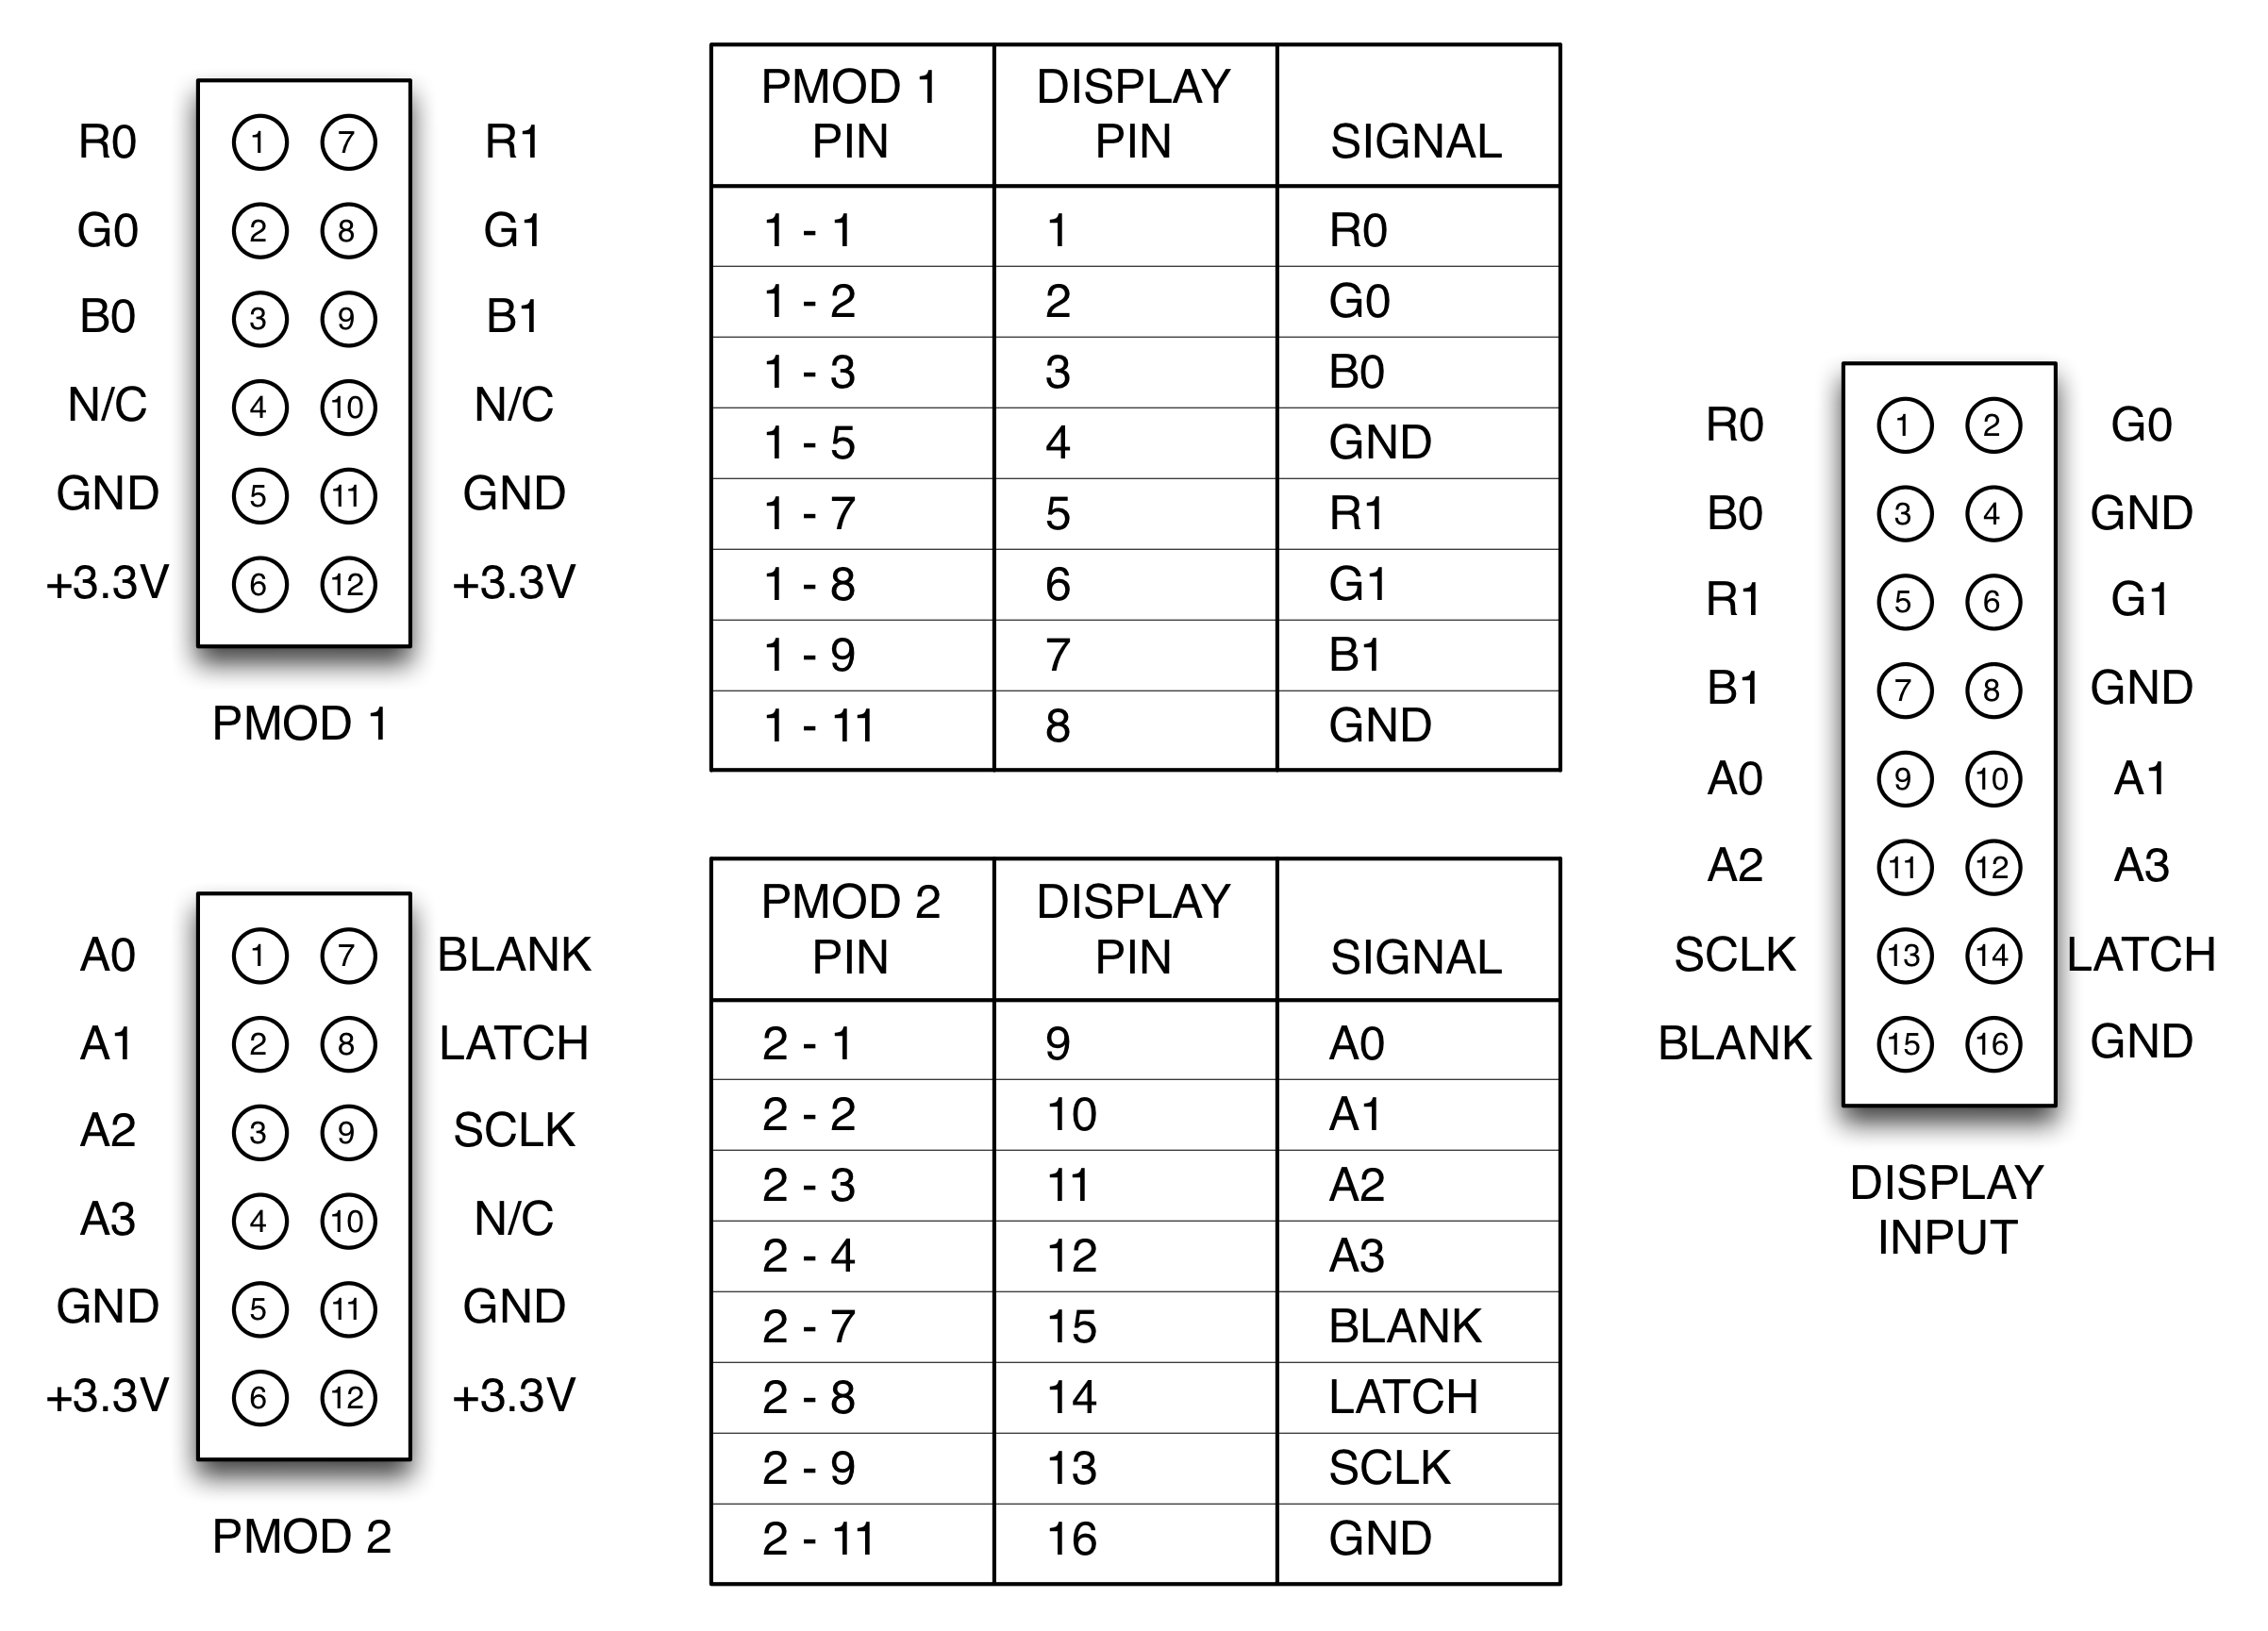 R0 1 7 R1
G0 2 8 G1
B0 3 9 B1
N/C 4 10 N/C
GND 5 11 GND
+3.3V 6 12 +3.3V
PMOD 1
PMOD 1 PIN DISPLAY PIN SIGNAL
1 - 1 1 R0
1 - 2 2 G0
1 - 3 3 B0
1 - 5 4 GND
1 - 7 5 R1
1 - 8 6 G1
1 - 9 7 B1
1 - 11 8 GND
A0 1 7 BLANK
A1 2 8 LATCH
A2 3 9 SCLK
A3 4 10 N/C
GND 5 11 GND
+3.3V 6 12 +3.3V
PMOD 2
PMOD 2 PIN DISPLAY PIN SIGNAL
2 - 1 9 A0
2 - 2 10 A1
2 - 3 11 A2
2 - 4 12 A3
2 - 7 15 BLANK
2 - 8 14 LATCH
2 - 9 13 SCLK
2 - 11 16 GND
R0 1 2 G0
B0 3 4 GND
R1 5 6 G1
B1 7 8 GND
A0 9 10 A1
A2 11 12 A3
SCLK 13 14 LATCH
BLANK 15 16 GND
DISPLAY
INPUT